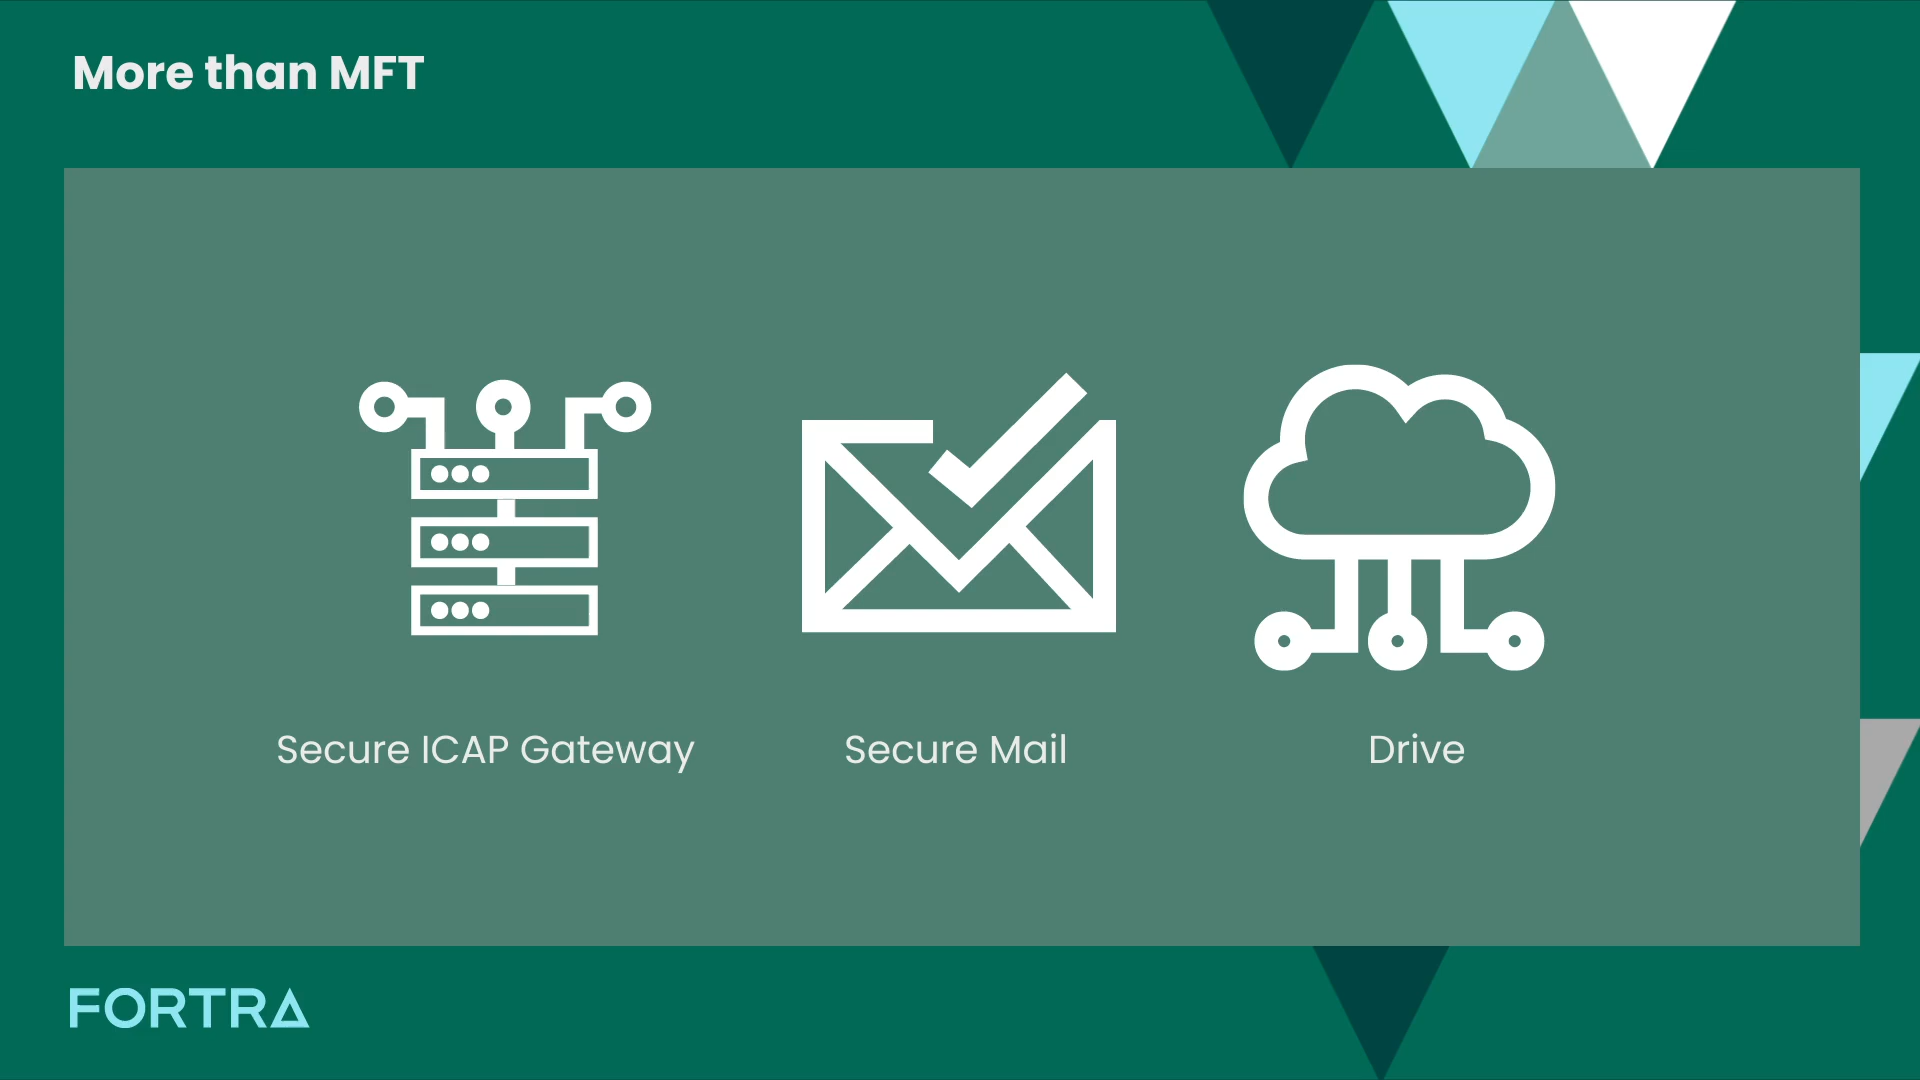 More than MFT
Secure ICAP Gateway
Secure Mail
Drive
FORTRA